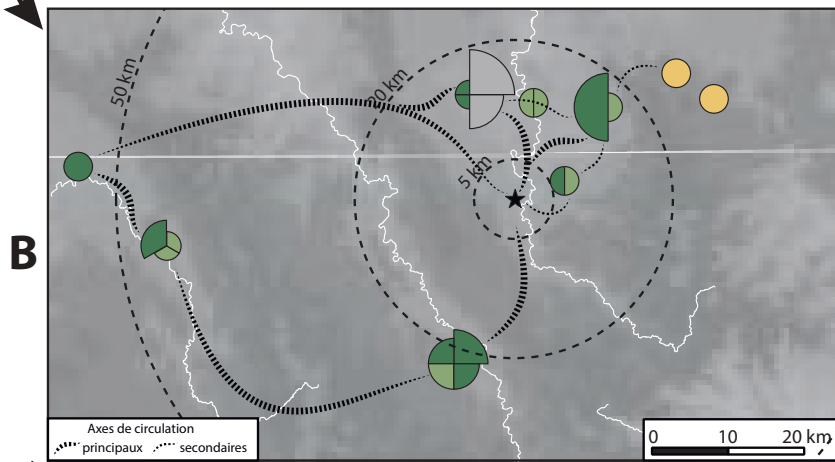 50 km
20 km
5 km
B
Axes de circulation
principaux secondaires
0 10 20 km